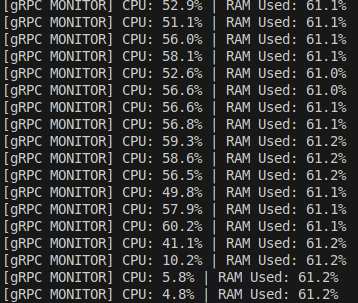 [gRPC MONITOR] CPU: 52.9% | RAM Used: 61.1%
[gRPC MONITOR] CPU: 51.1% | RAM Used: 61.1%
[gRPC MONITOR] CPU: 56.0% | RAM Used: 61.1%
[gRPC MONITOR] CPU: 58.1% | RAM Used: 61.1%
[gRPC MONITOR] CPU: 52.6% | RAM Used: 61.0%
[gRPC MONITOR] CPU: 56.6% | RAM Used: 61.0%
[gRPC MONITOR] CPU: 56.6% | RAM Used: 61.1%
[gRPC MONITOR] CPU: 56.8% | RAM Used: 61.1%
[gRPC MONITOR] CPU: 59.3% | RAM Used: 61.2%
[gRPC MONITOR] CPU: 58.6% | RAM Used: 61.2%
[gRPC MONITOR] CPU: 56.5% | RAM Used: 61.2%
[gRPC MONITOR] CPU: 49.8% | RAM Used: 61.1%
[gRPC MONITOR] CPU: 57.9% | RAM Used: 61.1%
[gRPC MONITOR] CPU: 60.2% | RAM Used: 61.1%
[gRPC MONITOR] CPU: 41.1% | RAM Used: 61.2%
[gRPC MONITOR] CPU: 10.2% | RAM Used: 61.2%
[gRPC MONITOR] CPU: 5.8% | RAM Used: 61.2%
[gRPC MONITOR] CPU: 4.8% | RAM Used: 61.2%